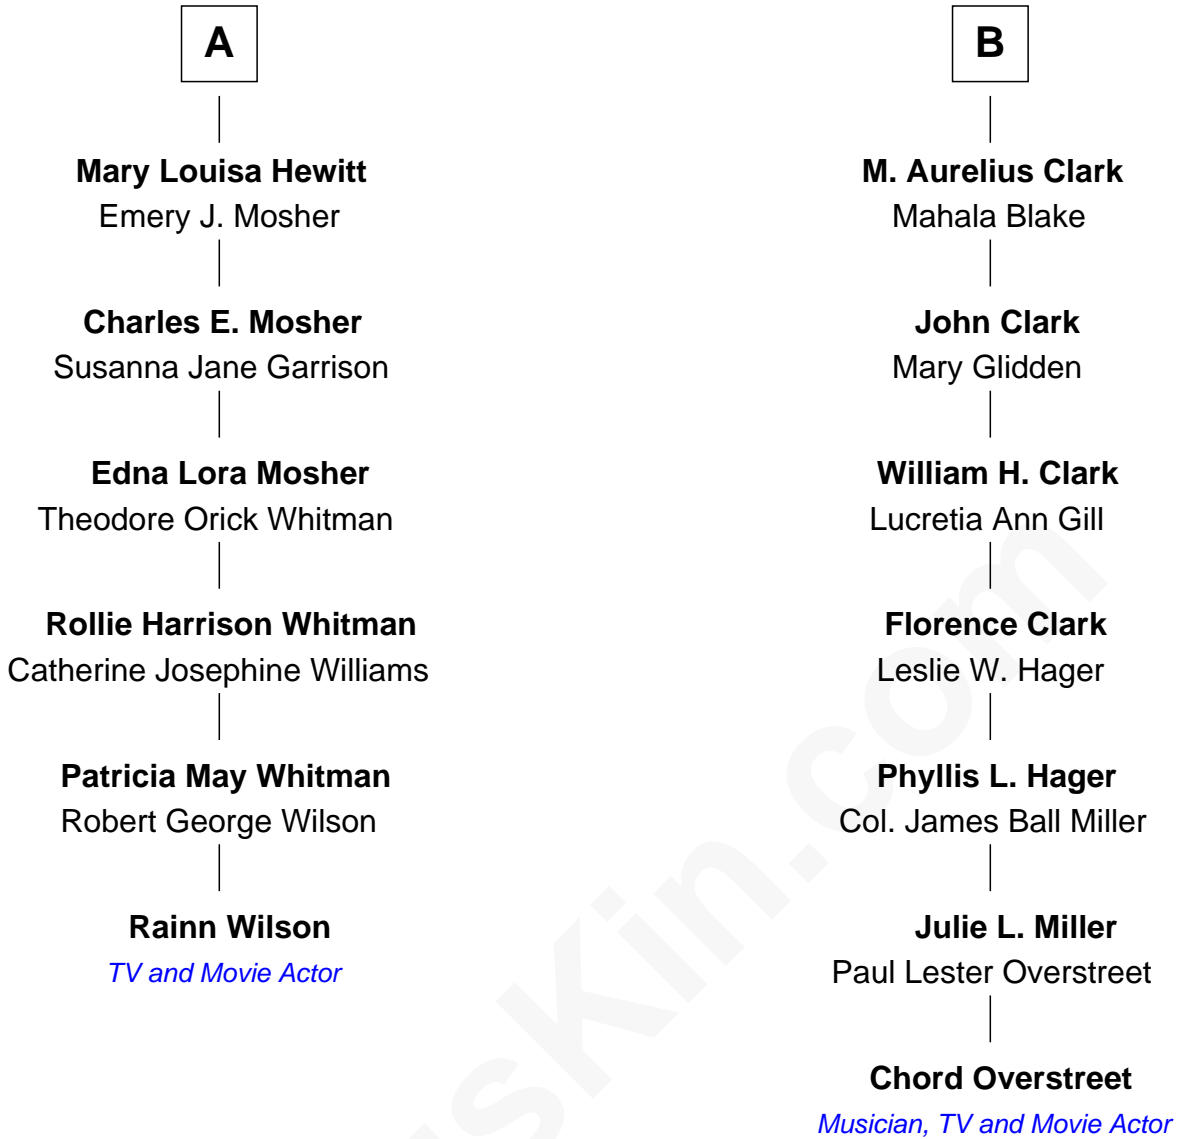 A
Mary Louisa Hewitt
Emery J. Mosher
Charles E. Mosher
Susanna Jane Garrison
Edna Lora Mosher
Theodore Orick Whitman
Rollie Harrison Whitman
Catherine Josephine Williams
Patricia May Whitman
Robert George Wilson
Rainn Wilson
TV and Movie Actor
B
M. Aurelius Clark
Mahala Blake
John Clark
Mary Glidden
William H. Clark
Lucretia Ann Gill
Florence Clark
Leslie W. Hager
Phyllis L. Hager
Col. James Ball Miller
Julie L. Miller
Paul Lester Overstreet
Chord Overstreet
Musician, TV and Movie Actor
usKin.com